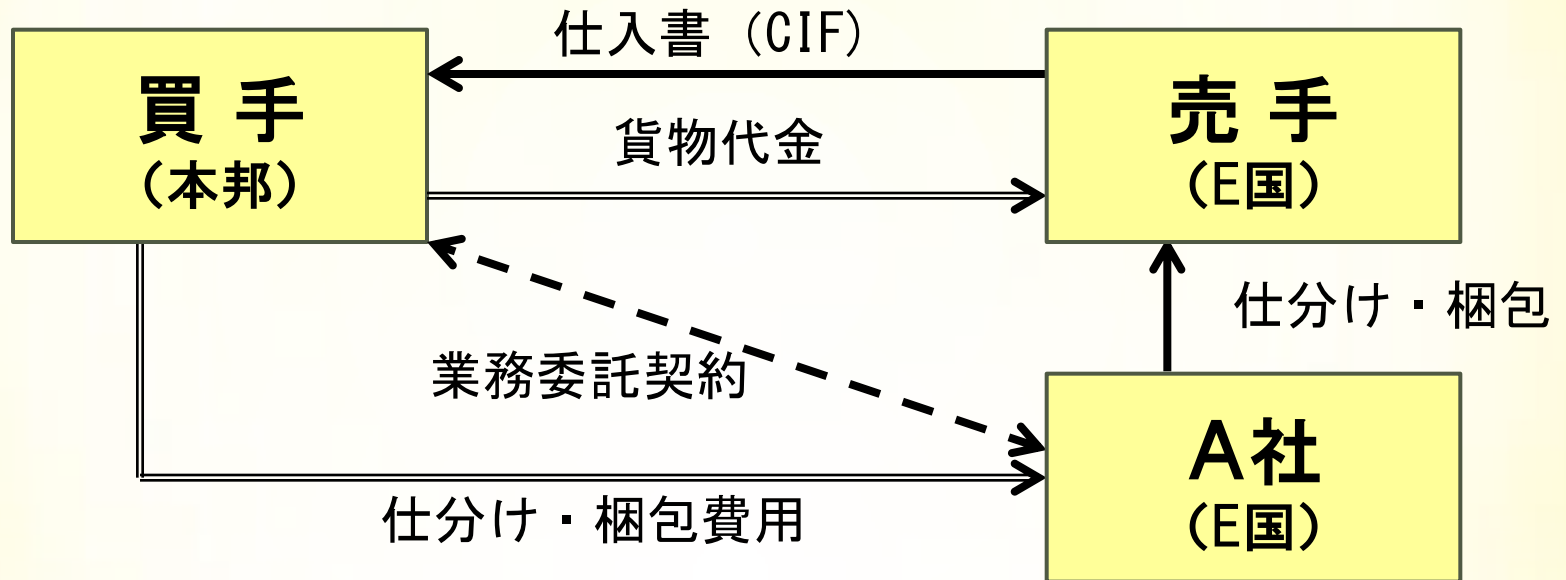 仕入書（CIF）
買 手
（本邦）
売 手
（E国）
貨物代金
仕分け・梱包
業務委託契約
A社
（E国）
仕分け・梱包費用